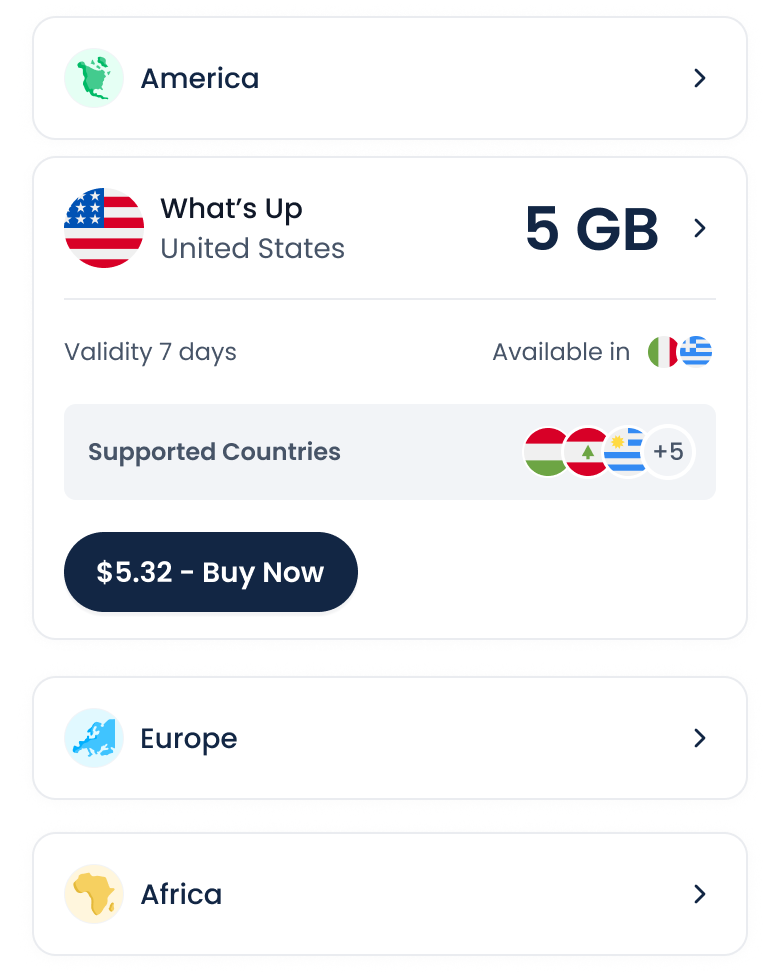 America
What’s Up
United States
5 GB
Validity 7 days
Available in
Supported Countries
+5
$5.32 - Buy Now
Europe
Africa